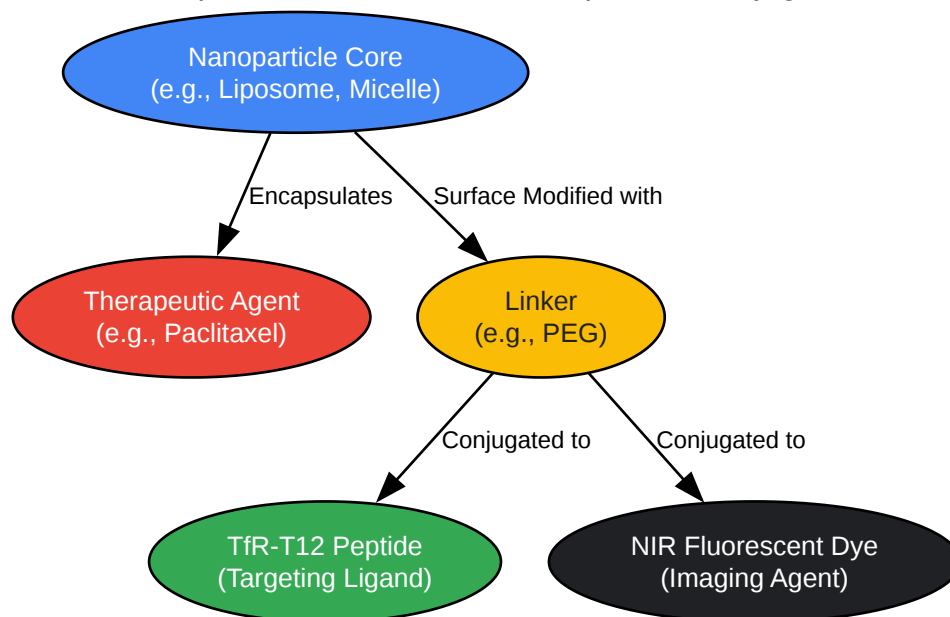 Nanoparticle Core
(e.g., Liposome, Micelle)
Encapsulates
Surface Modified with
Therapeutic Agent
(e.g., Paclitaxel)
Linker
(e.g., PEG)
Conjugated to
Conjugated to
TfR-T12 Peptide
(Targeting Ligand)
NIR Fluorescent Dye
(Imaging Agent)